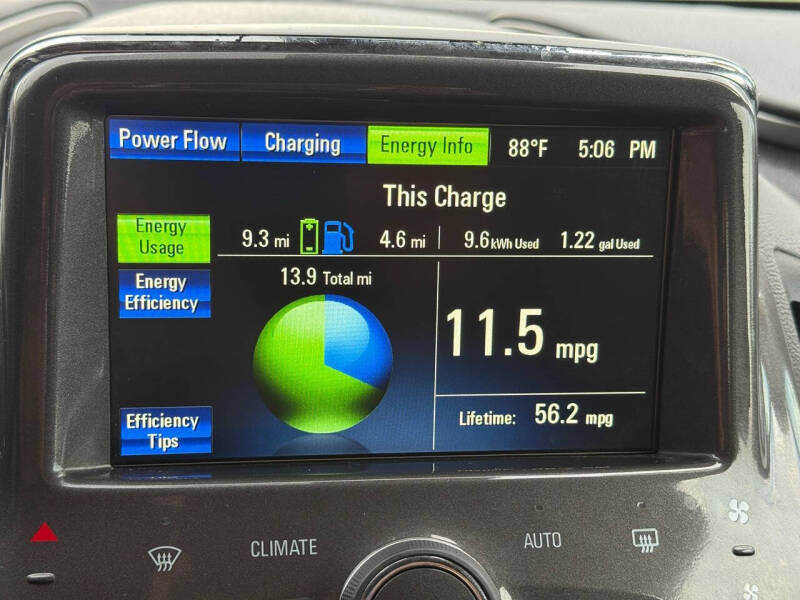 Power Flow Charging Energy Info 88°F 5:06 PM
This Charge
Energy
Usage
9.3 mi 4.6 mi 9.6 kWh Used 1.22 gal Used
Energy
Efficiency
13.9 Total mi
11.5 mpg
Lifetime: 56.2 mpg
Efficiency
Tips
CLIMATE
AUTO